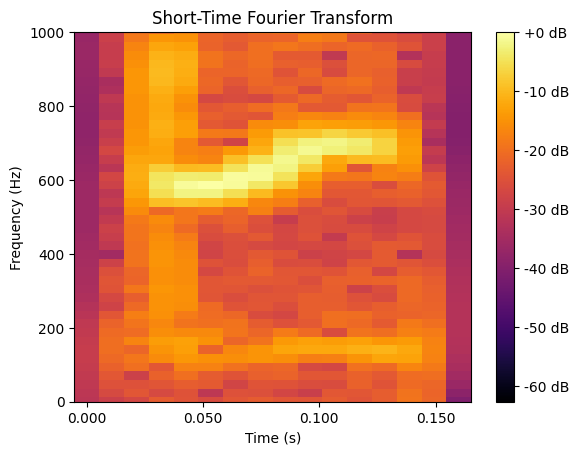 Short-Time Fourier Transform
1000
800
600
400
200
0
Frequency (Hz)
0.000
0.050
0.100
0.150
Time (s)
+0 dB
-10 dB
-20 dB
-30 dB
-40 dB
-50 dB
-60 dB